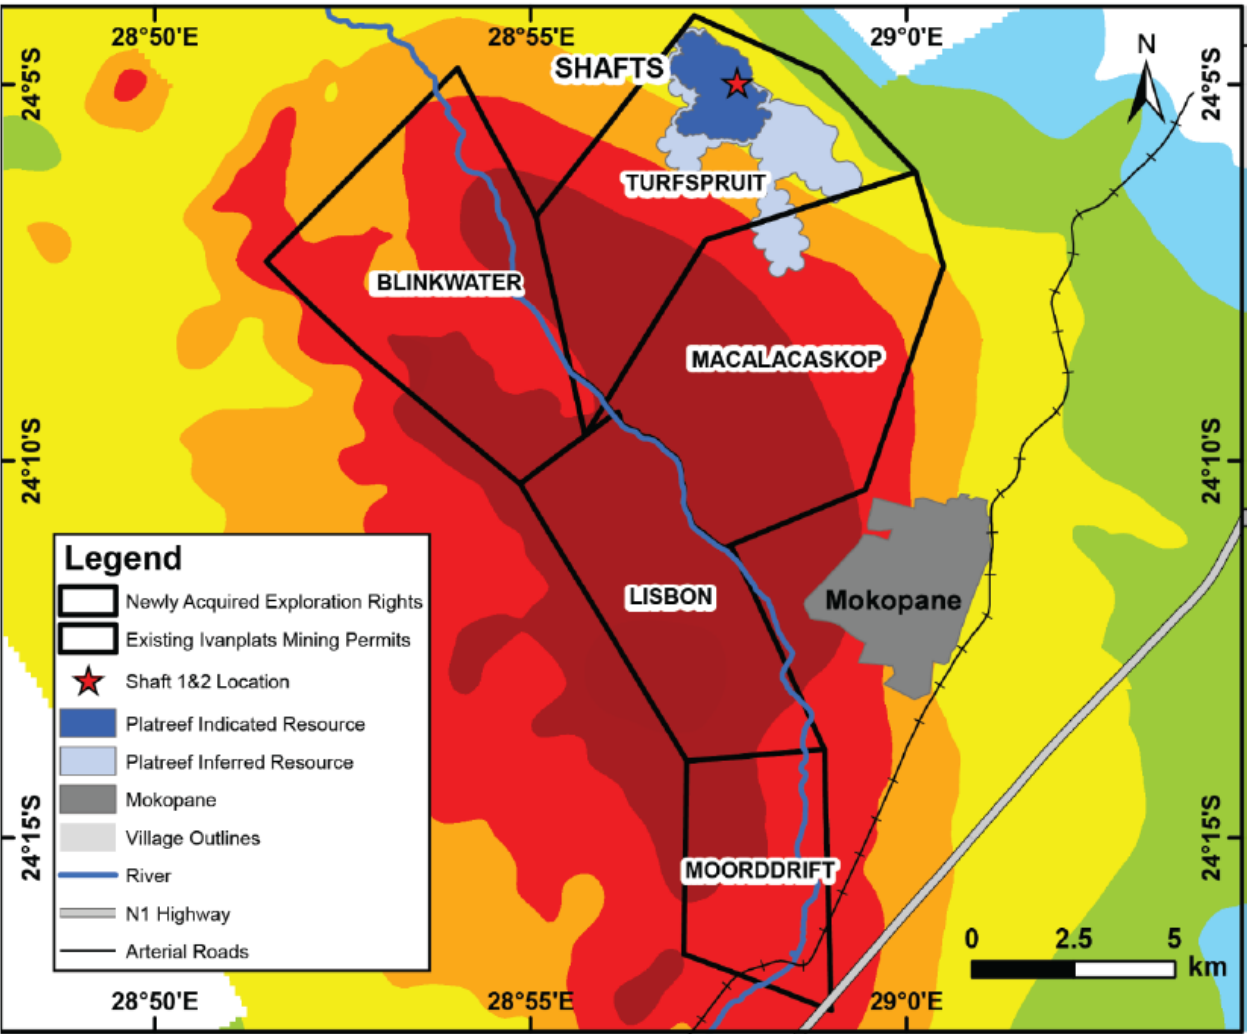 28°50'E
28°55'E
29°0'E
N
24°5'S
24°5'S
SHAFTS
TURFSPRUIT
BLINKWATER
MACALACASKOP
24°10'S
24°10'S
LISBON
Mokopane
Legend
Newly Acquired Exploration Rights
Existing Ivanplats Mining Permits
Shaft 1&2 Location
Platreef Indicated Resource
Platreef Inferred Resource
Mokopane
Village Outlines
River
N1 Highway
Arterial Roads
24°15'S
24°15'S
MOORDDRIFT
0 2.5 5
km
28°50'E
28°55'E
29°0'E